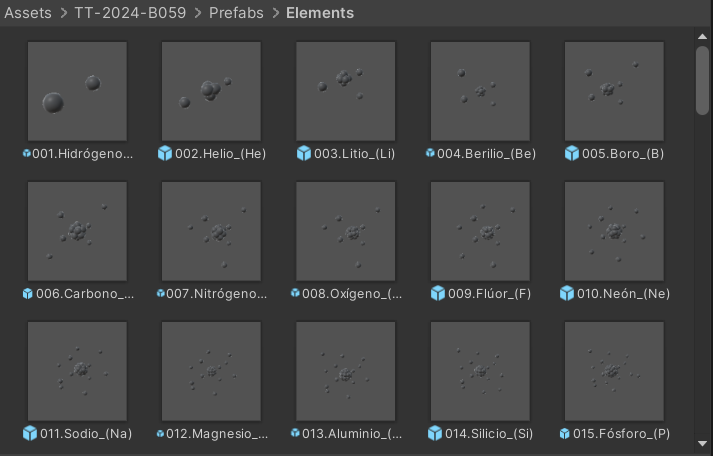 Assets > TT-2024-B059 > Prefabs > Elements
001.Hidrógeno... 002.Helio_(He) 003.Litio_(Li) 004.Berilio_(Be) 005.Boro_(B)
006.Carbono_... 007.Nitrógeno... 008.Oxígeno_(... 009.Flúor_(F) 010.Neón_(Ne)
011.Sodio_(Na) 012.Magnesio_... 013.Aluminio_(... 014.Silicio_(Si) 015.Fósforo_(P)